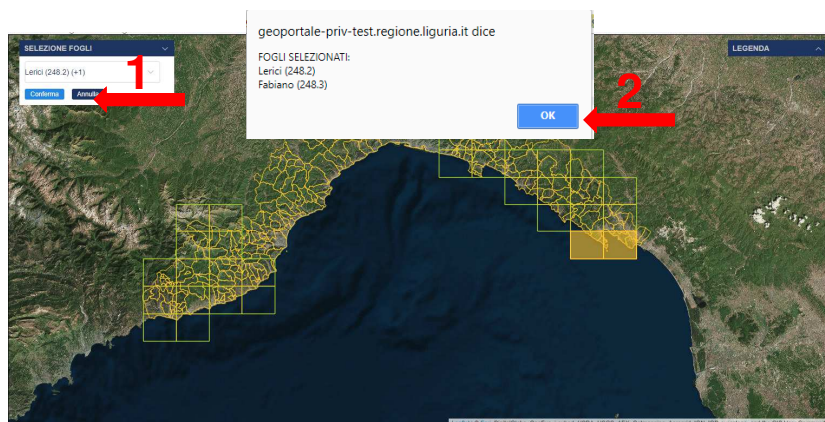 geoportale-priv-test.regione.liguria.it dice
FOGLI SELEZIONATI:
Lerici (248.2)
Fabiano (248.3)
OK
2
SELEZIONE FOGLI
Lerici (248.2) (+1)
Conferma Annulla
1
LEGENDA